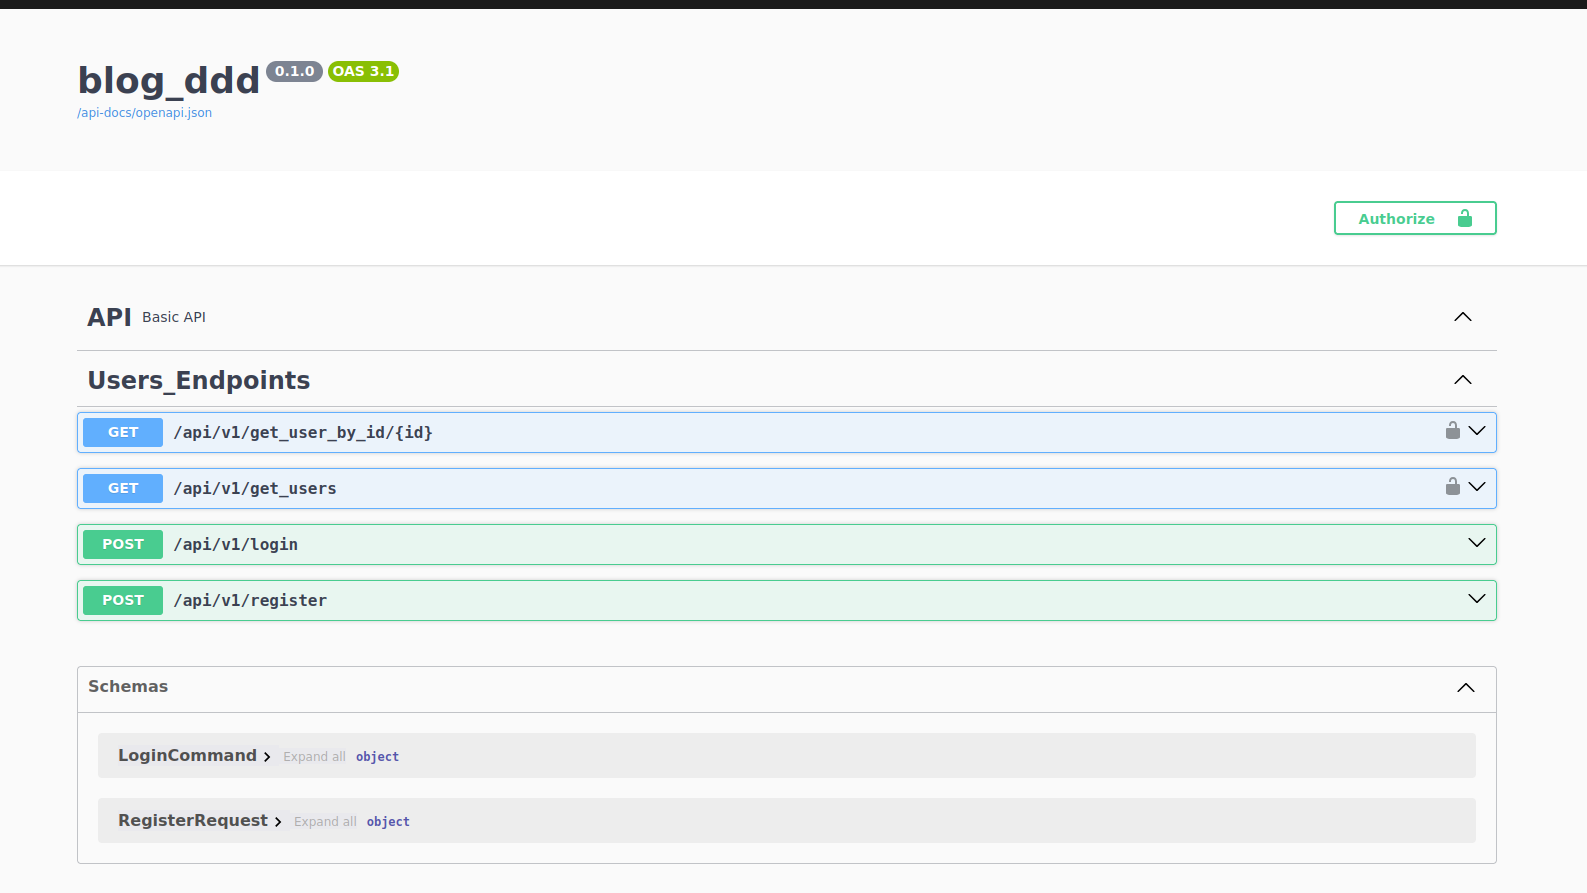 blog_ddd 0.1.0 OAS 3.1
/api-docs/openapi.json
Authorize
API Basic API
Users_Endpoints
GET /api/v1/get_user_by_id/{id}
GET /api/v1/get_users
POST /api/v1/login
POST /api/v1/register
Schemas
LoginCommand Expand all object
RegisterRequest Expand all object